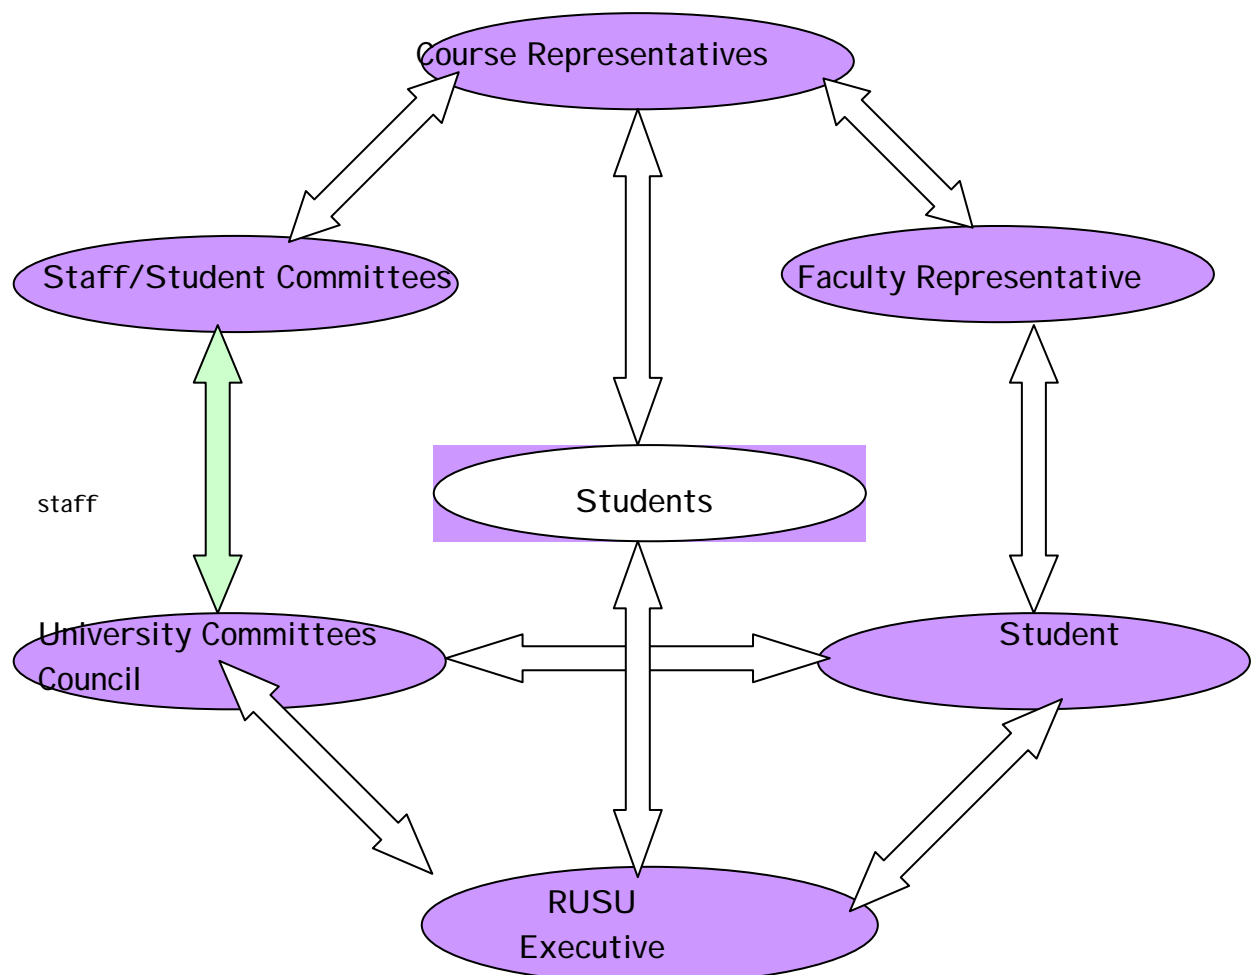 Course Representatives
Staff/Student Committees
Faculty Representative
staff
Students
University Committees
Student
Council
RUSU
Executive